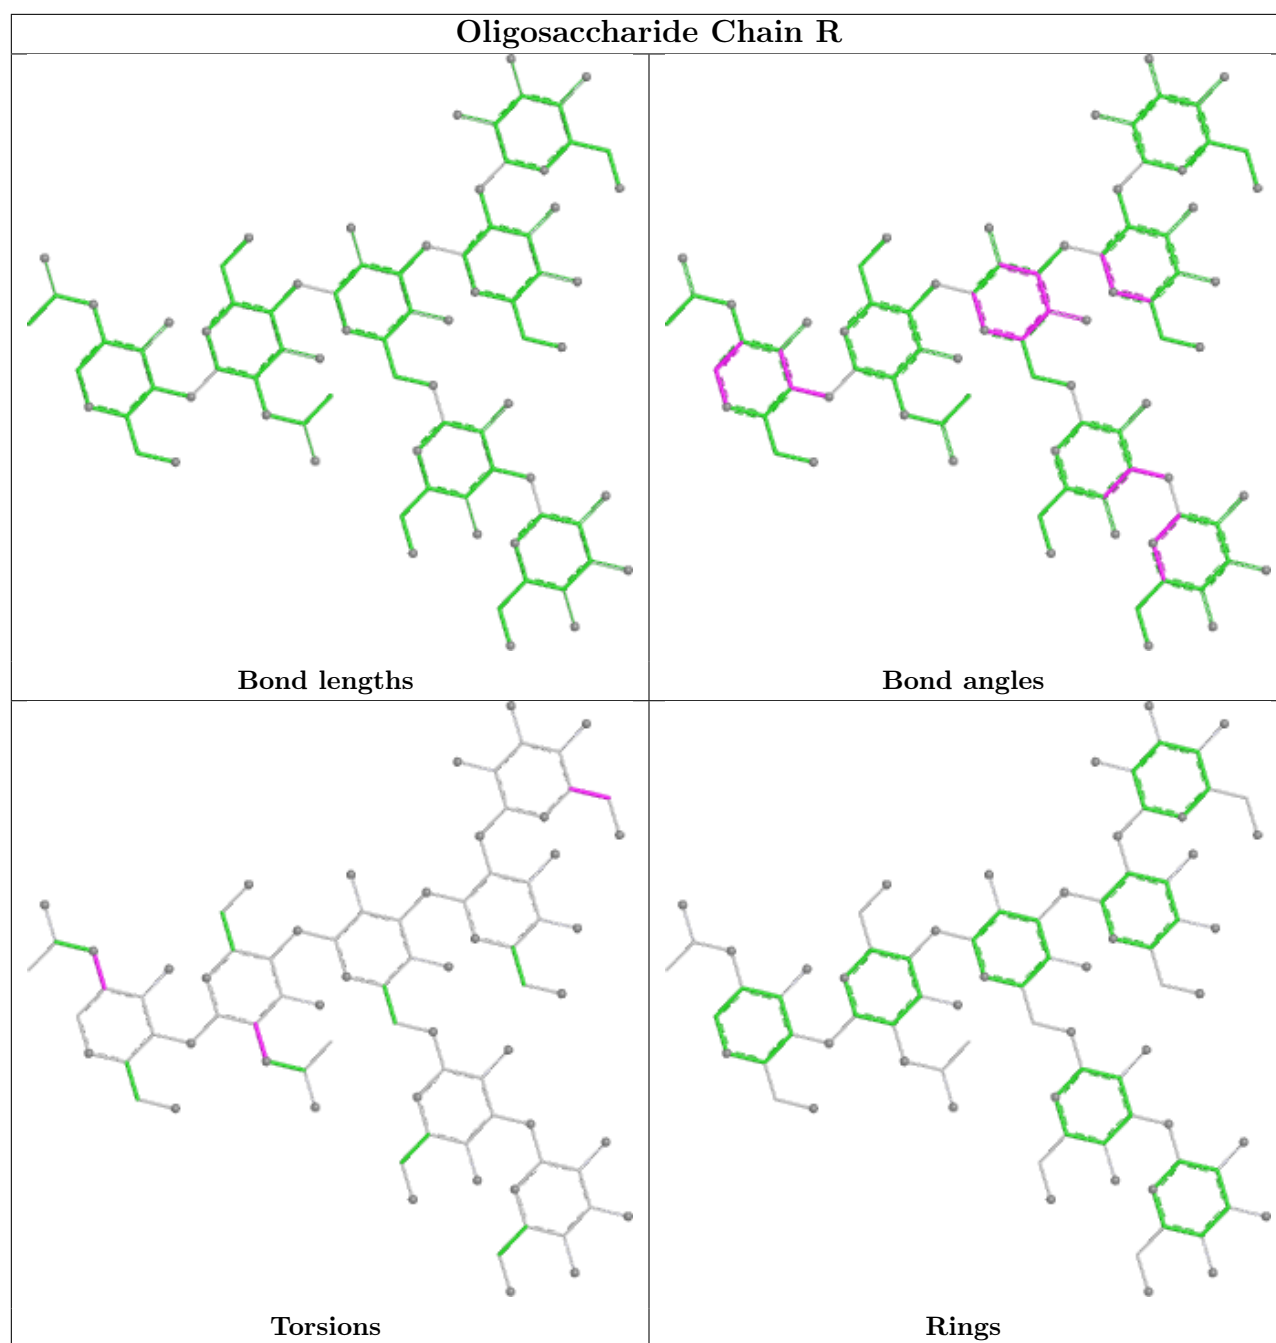 Oligosaccharide Chain R
Bond lengths
Bond angles
Torsions
Rings